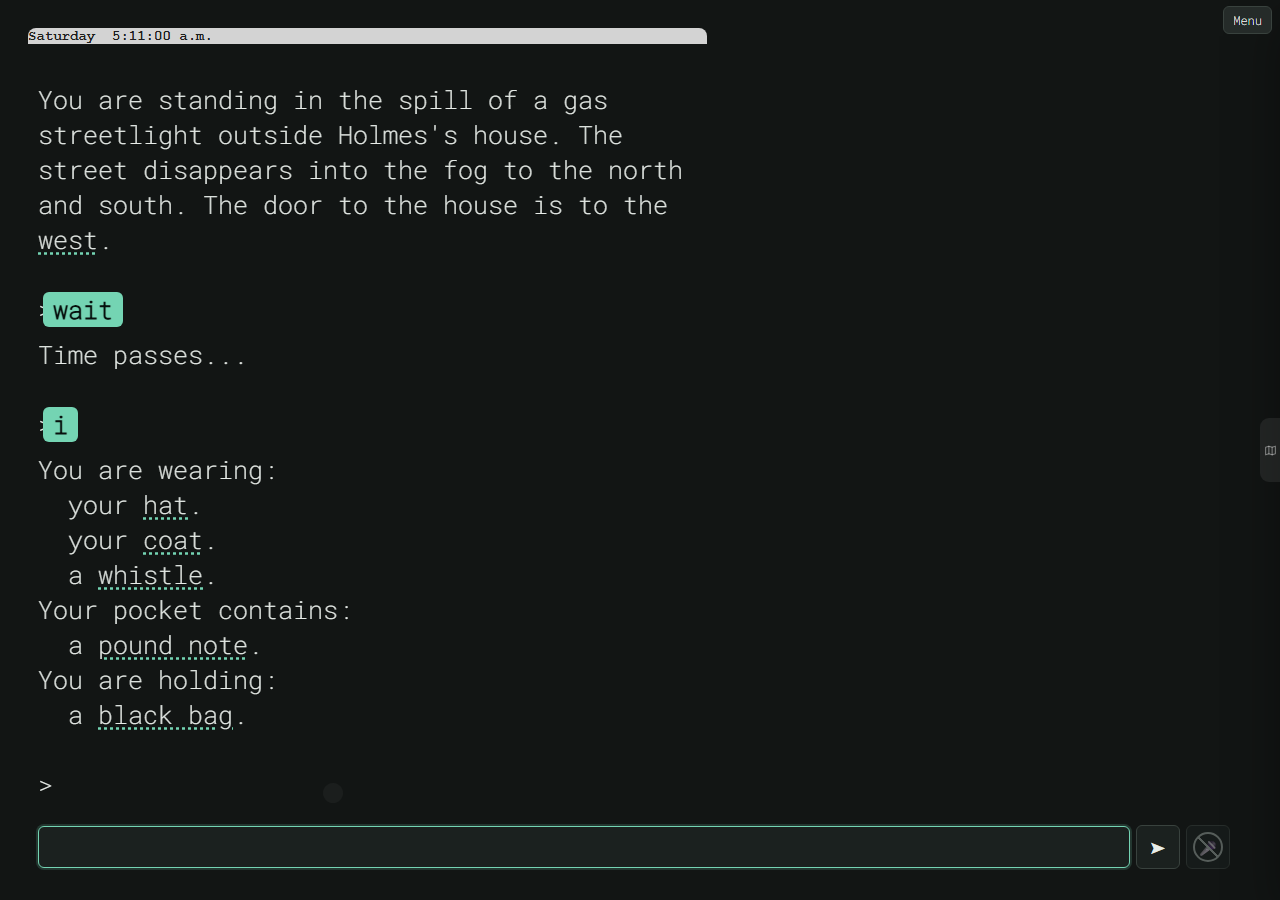 Menu
Saturday  5:11:00 a.m.
You are standing in the spill of a gas
streetlight outside Holmes's house. The
street disappears into the fog to the north
and south. The door to the house is to the
west.
>wait
Time passes...
>i
You are wearing:
your hat.
your coat.
a whistle.
Your pocket contains:
a pound note.
You are holding:
a black bag.
>